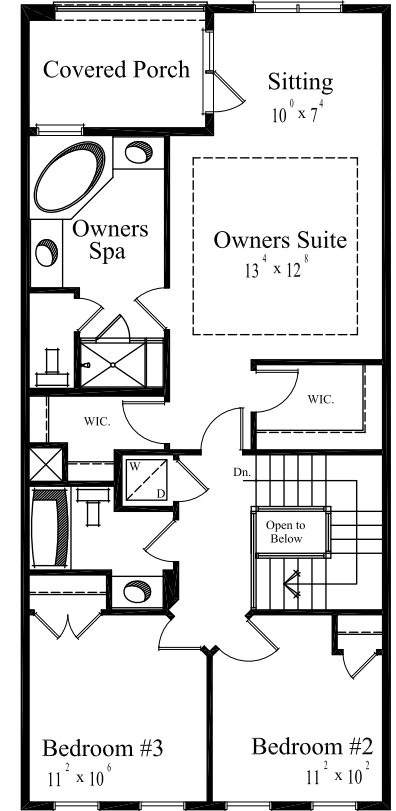 Covered Porch
Sitting
10⁰ x 7⁴
Owners
Spa
Owners Suite
13⁴ x 12⁸
WIC.
WIC.
W
D
Dn.
Open to
Below
Bedroom #3
11² x 10⁶
Bedroom #2
11² x 10²